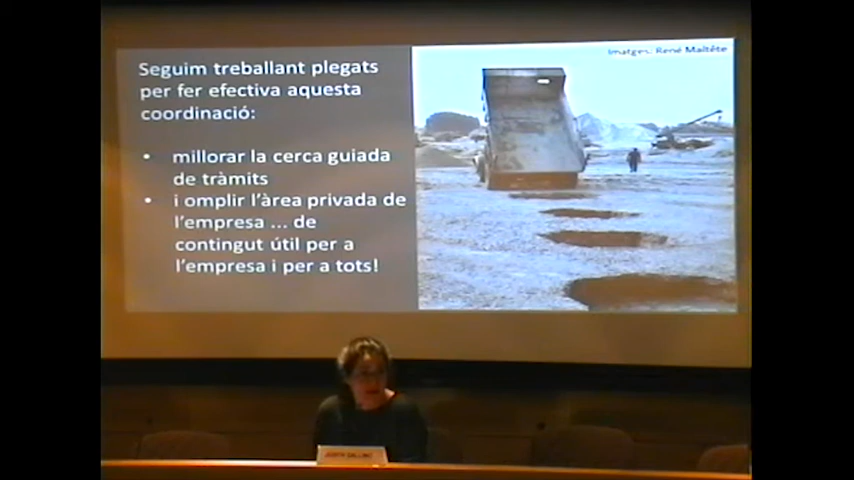 Imatges: René Maltête
Seguim treballant plegats
per fer efectiva aquesta
coordinació:
• millorar la cerca guiada
de tràmits
• i omplir l'àrea privada de
l'empresa ... de
contingut útil per a
l'empresa i per a tots!